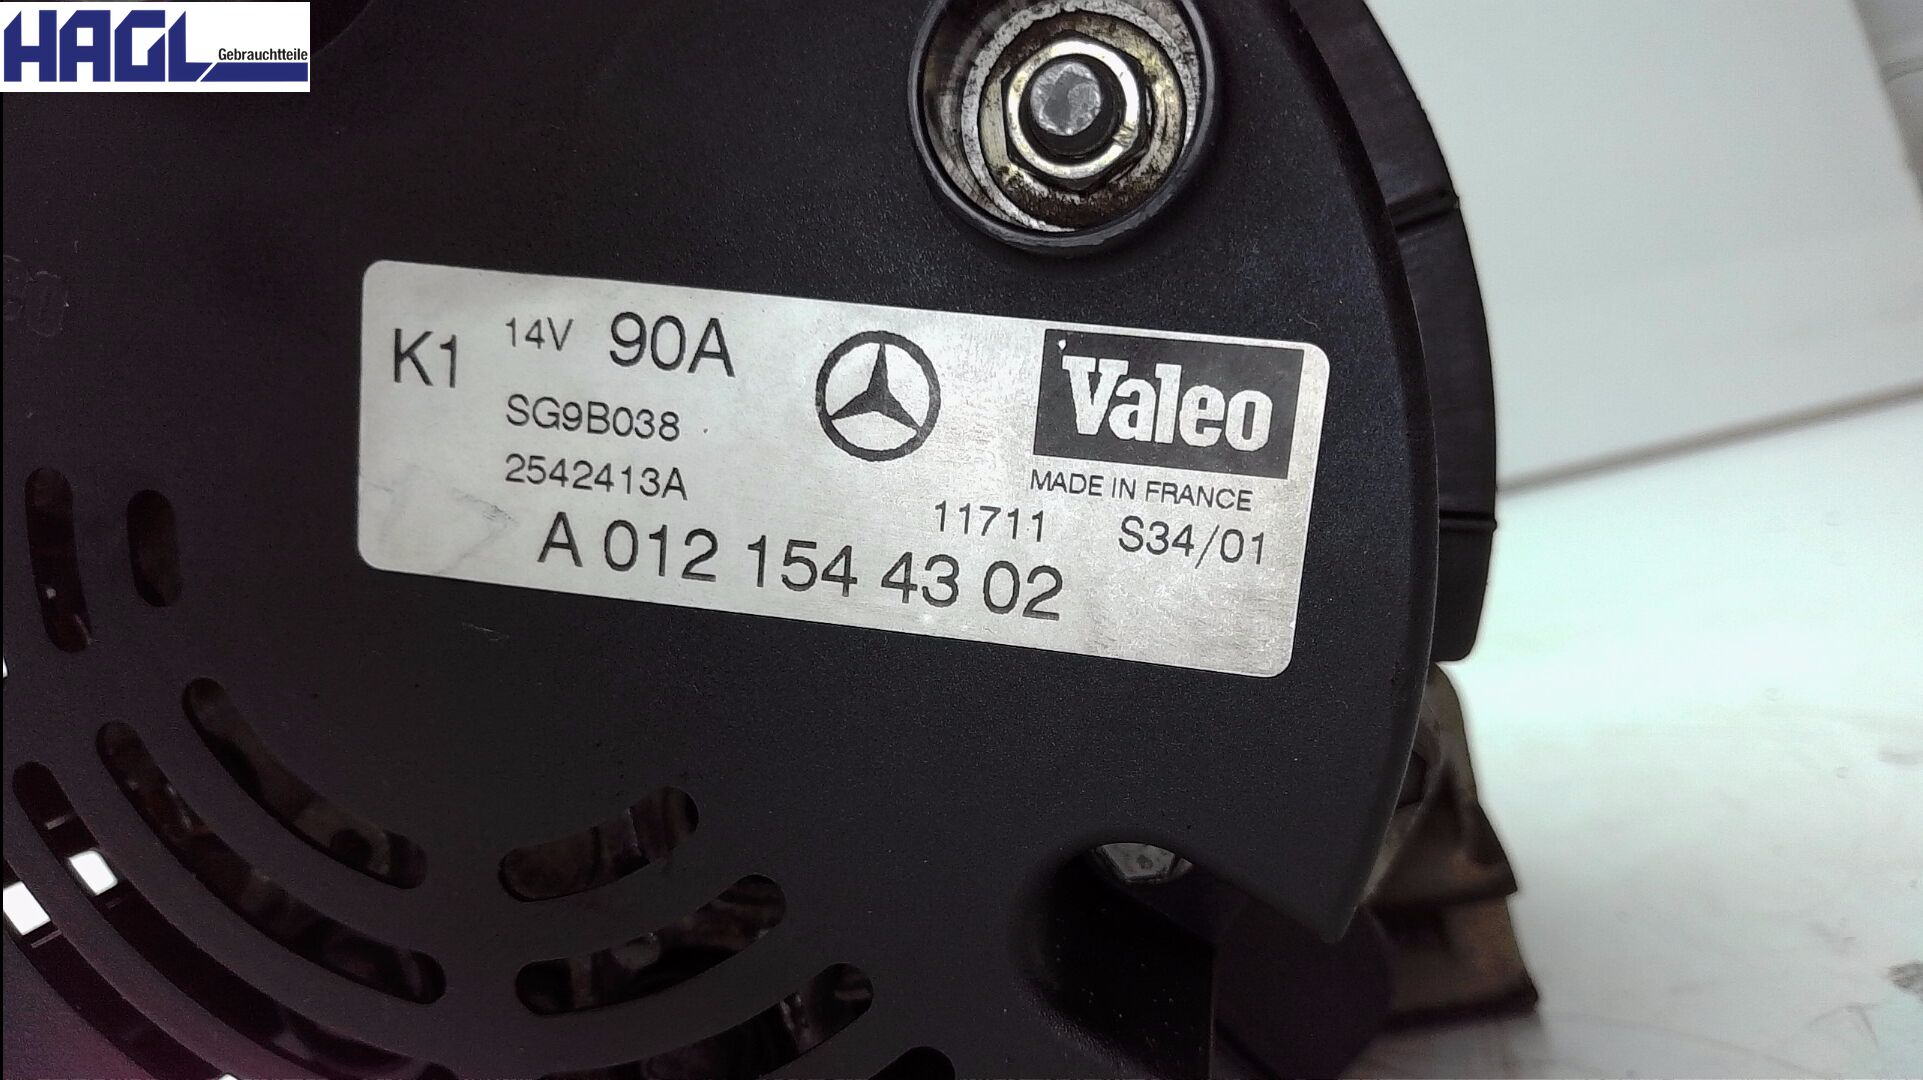 HAGL Gebrauchtteile
K1 14V 90A
SG9B038
2542413A
Valeo
MADE IN FRANCE
11711 S34/01
A 012 154 43 02